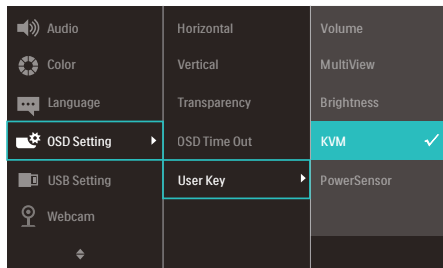 Audio
Color
Language
OSD Setting
USB Setting
Webcam
Horizontal
Vertical
Transparency
OSD Time Out
User Key
Volume
MultiView
Brightness
KVM
PowerSensor